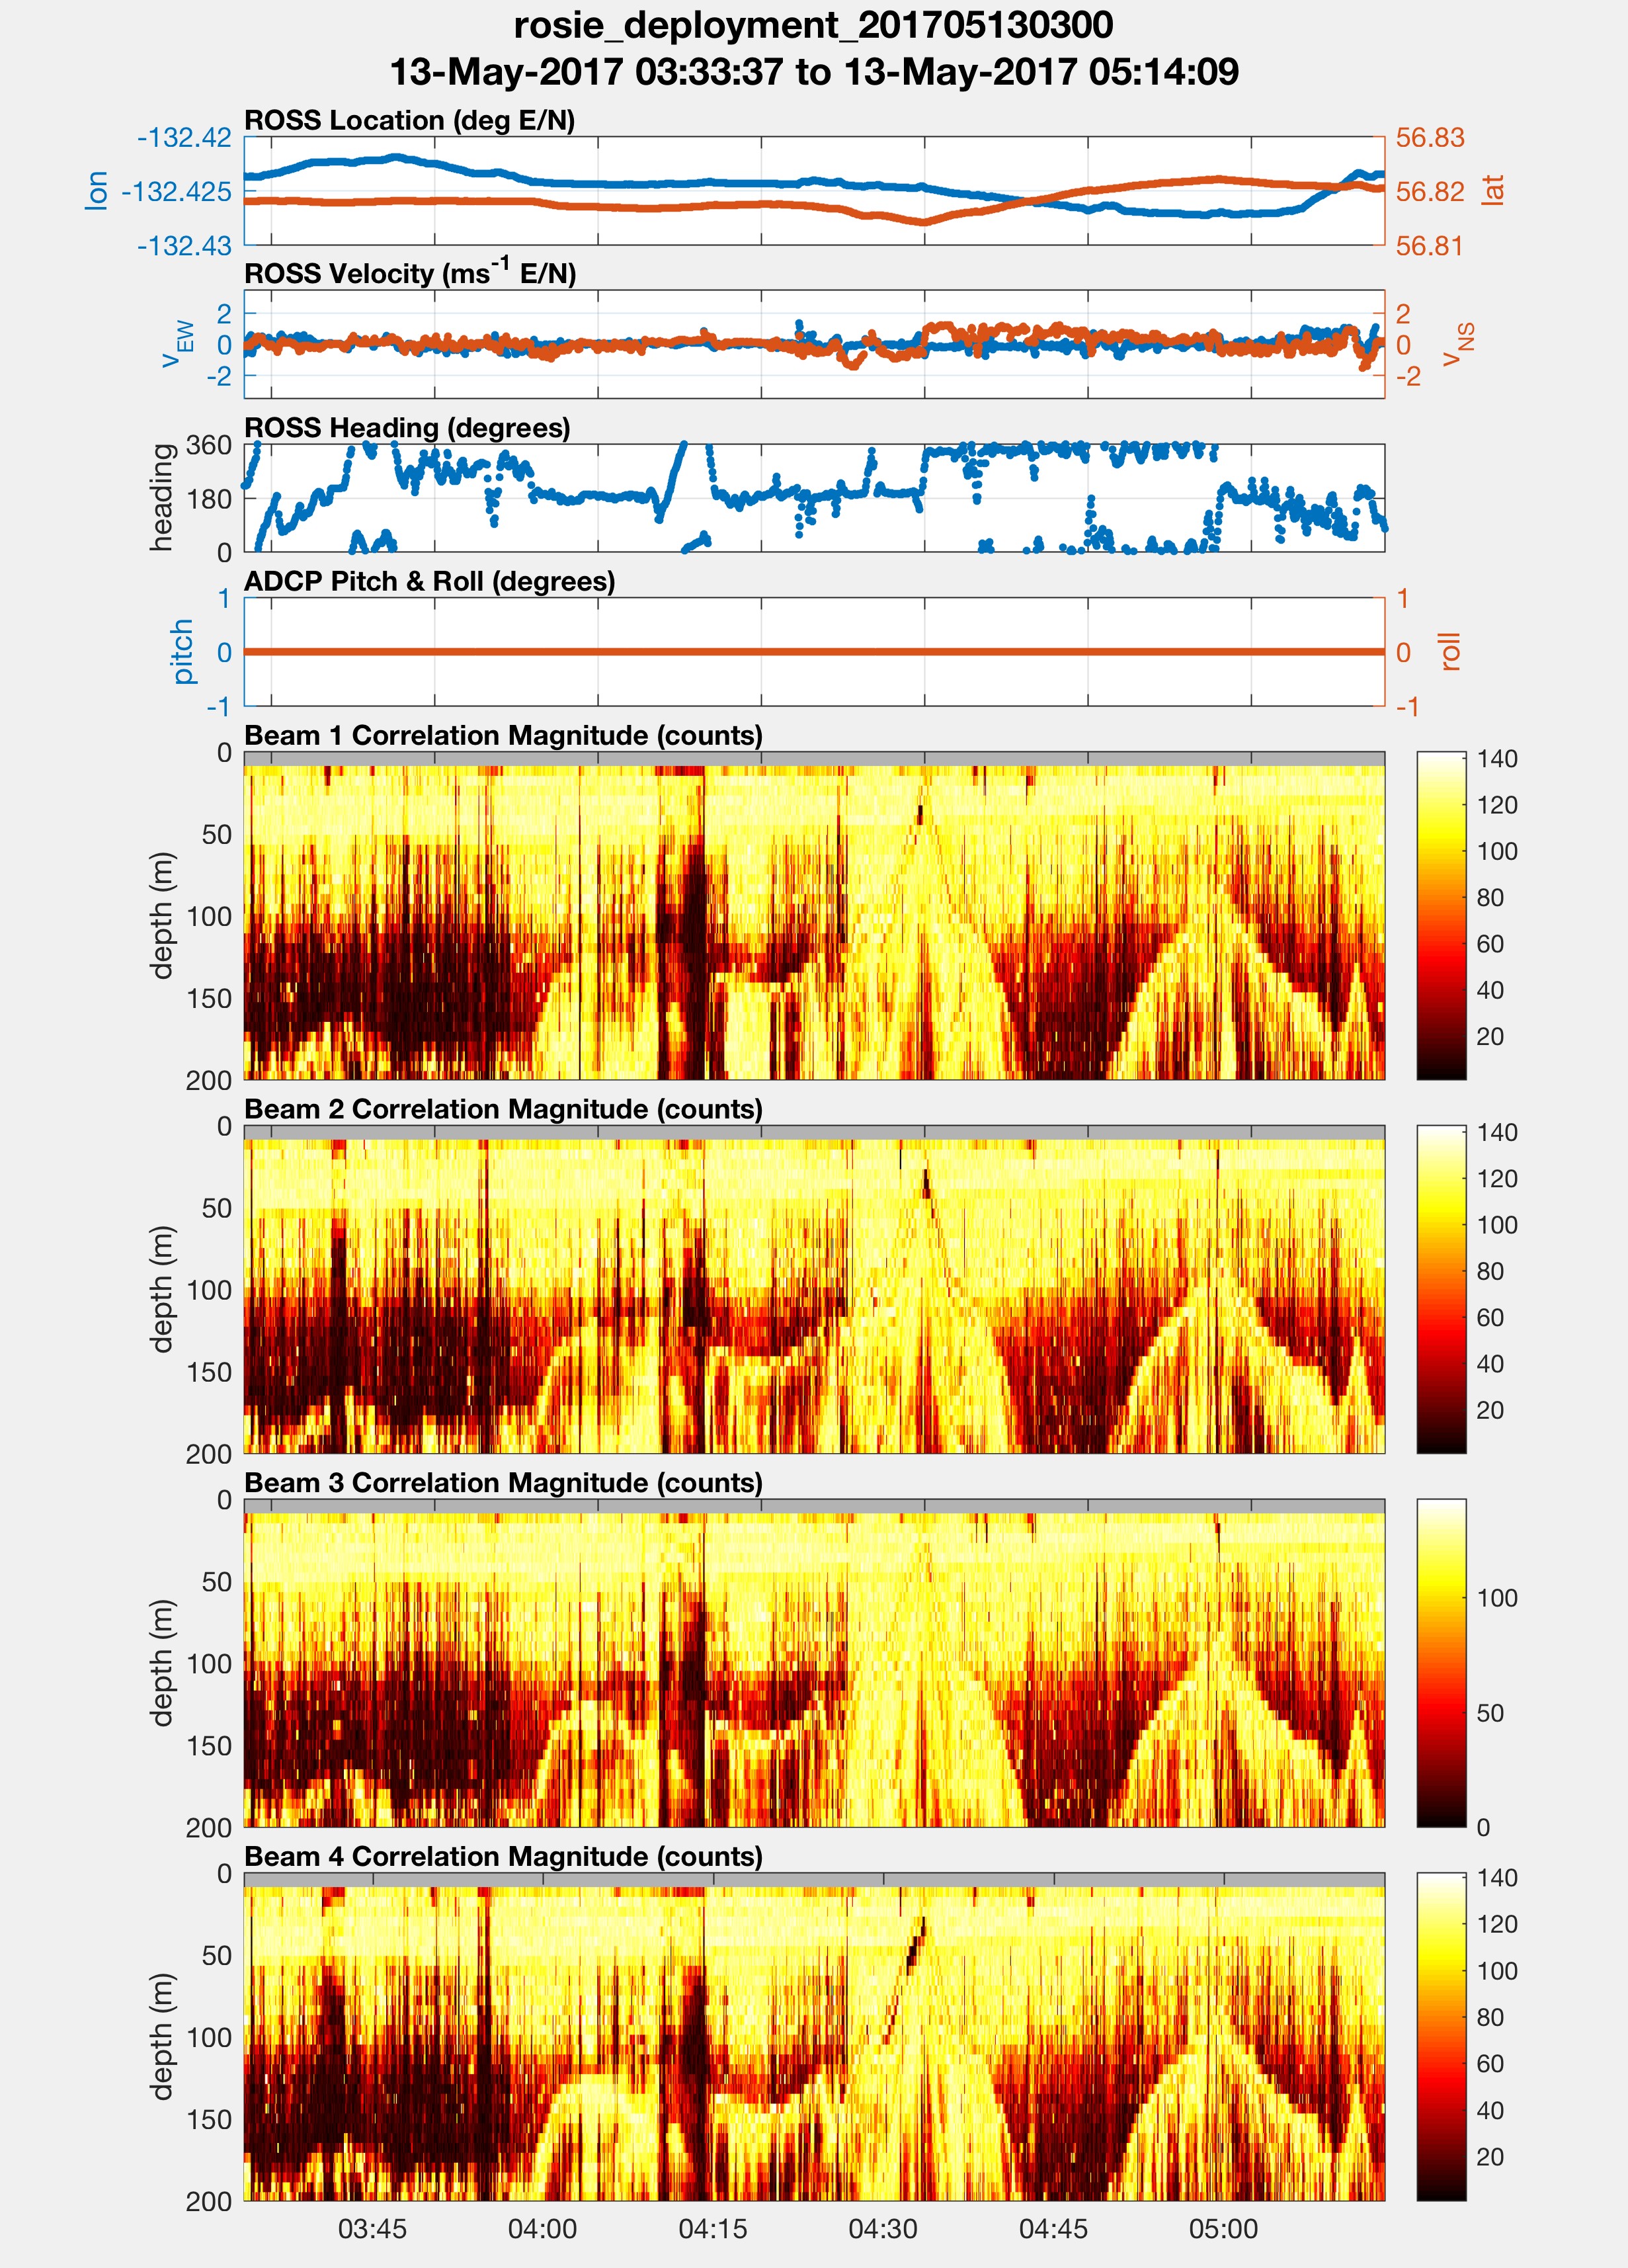 rosie_deployment_201705130300
13-May-2017 03:33:37 to 13-May-2017 05:14:09
ROSS Location (deg E/N)
-132.42
-132.425
-132.43
lon
56.83
56.82
56.81
lat
ROSS Velocity (ms-1 E/N)
2
0
-2
vEW
2
0
-2
vNS
ROSS Heading (degrees)
360
180
0
heading
ADCP Pitch & Roll (degrees)
1
0
-1
pitch
1
0
-1
roll
Beam 1 Correlation Magnitude (counts)
0
50
100
150
200
depth (m)
140
120
100
80
60
40
20
Beam 2 Correlation Magnitude (counts)
0
50
100
150
200
depth (m)
140
120
100
80
60
40
20
Beam 3 Correlation Magnitude (counts)
0
50
100
150
200
depth (m)
100
50
0
Beam 4 Correlation Magnitude (counts)
0
50
100
150
200
depth (m)
140
120
100
80
60
40
20
03:45 04:00 04:15 04:30 04:45 05:00